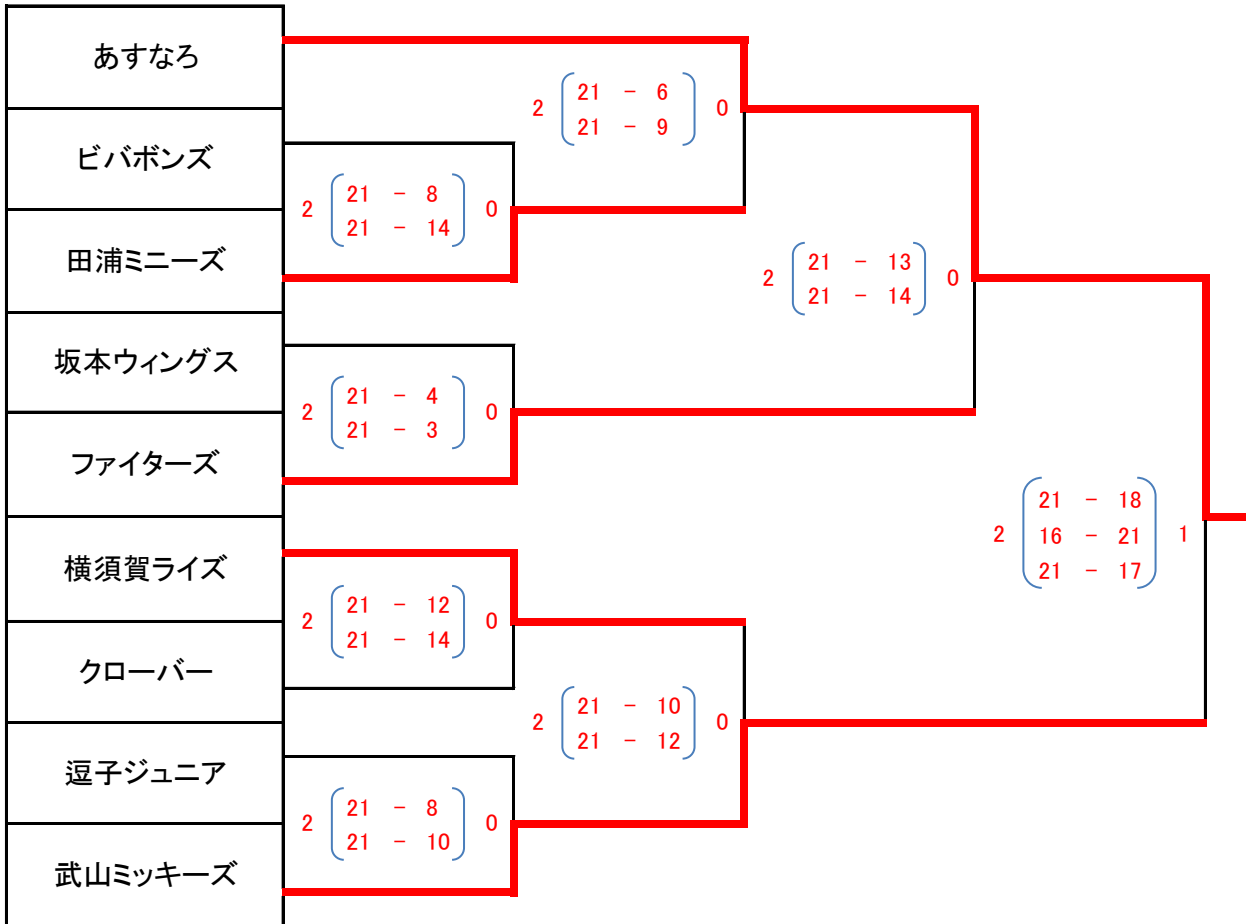 あすなろ
ビバボンズ
田浦ミニーズ
坂本ウィングス
ファイターズ
横須賀ライズ
クローバー
逗子ジュニア
武山ミッキーズ
2 21 - 8 0
21 - 14
2 21 - 4 0
21 - 3
2 21 - 12 0
21 - 14
2 21 - 8 0
21 - 10
2 21 - 6 0
21 - 9
2 21 - 10 0
21 - 12
2 21 - 13 0
21 - 14
21 - 18
2 16 - 21 1
21 - 17